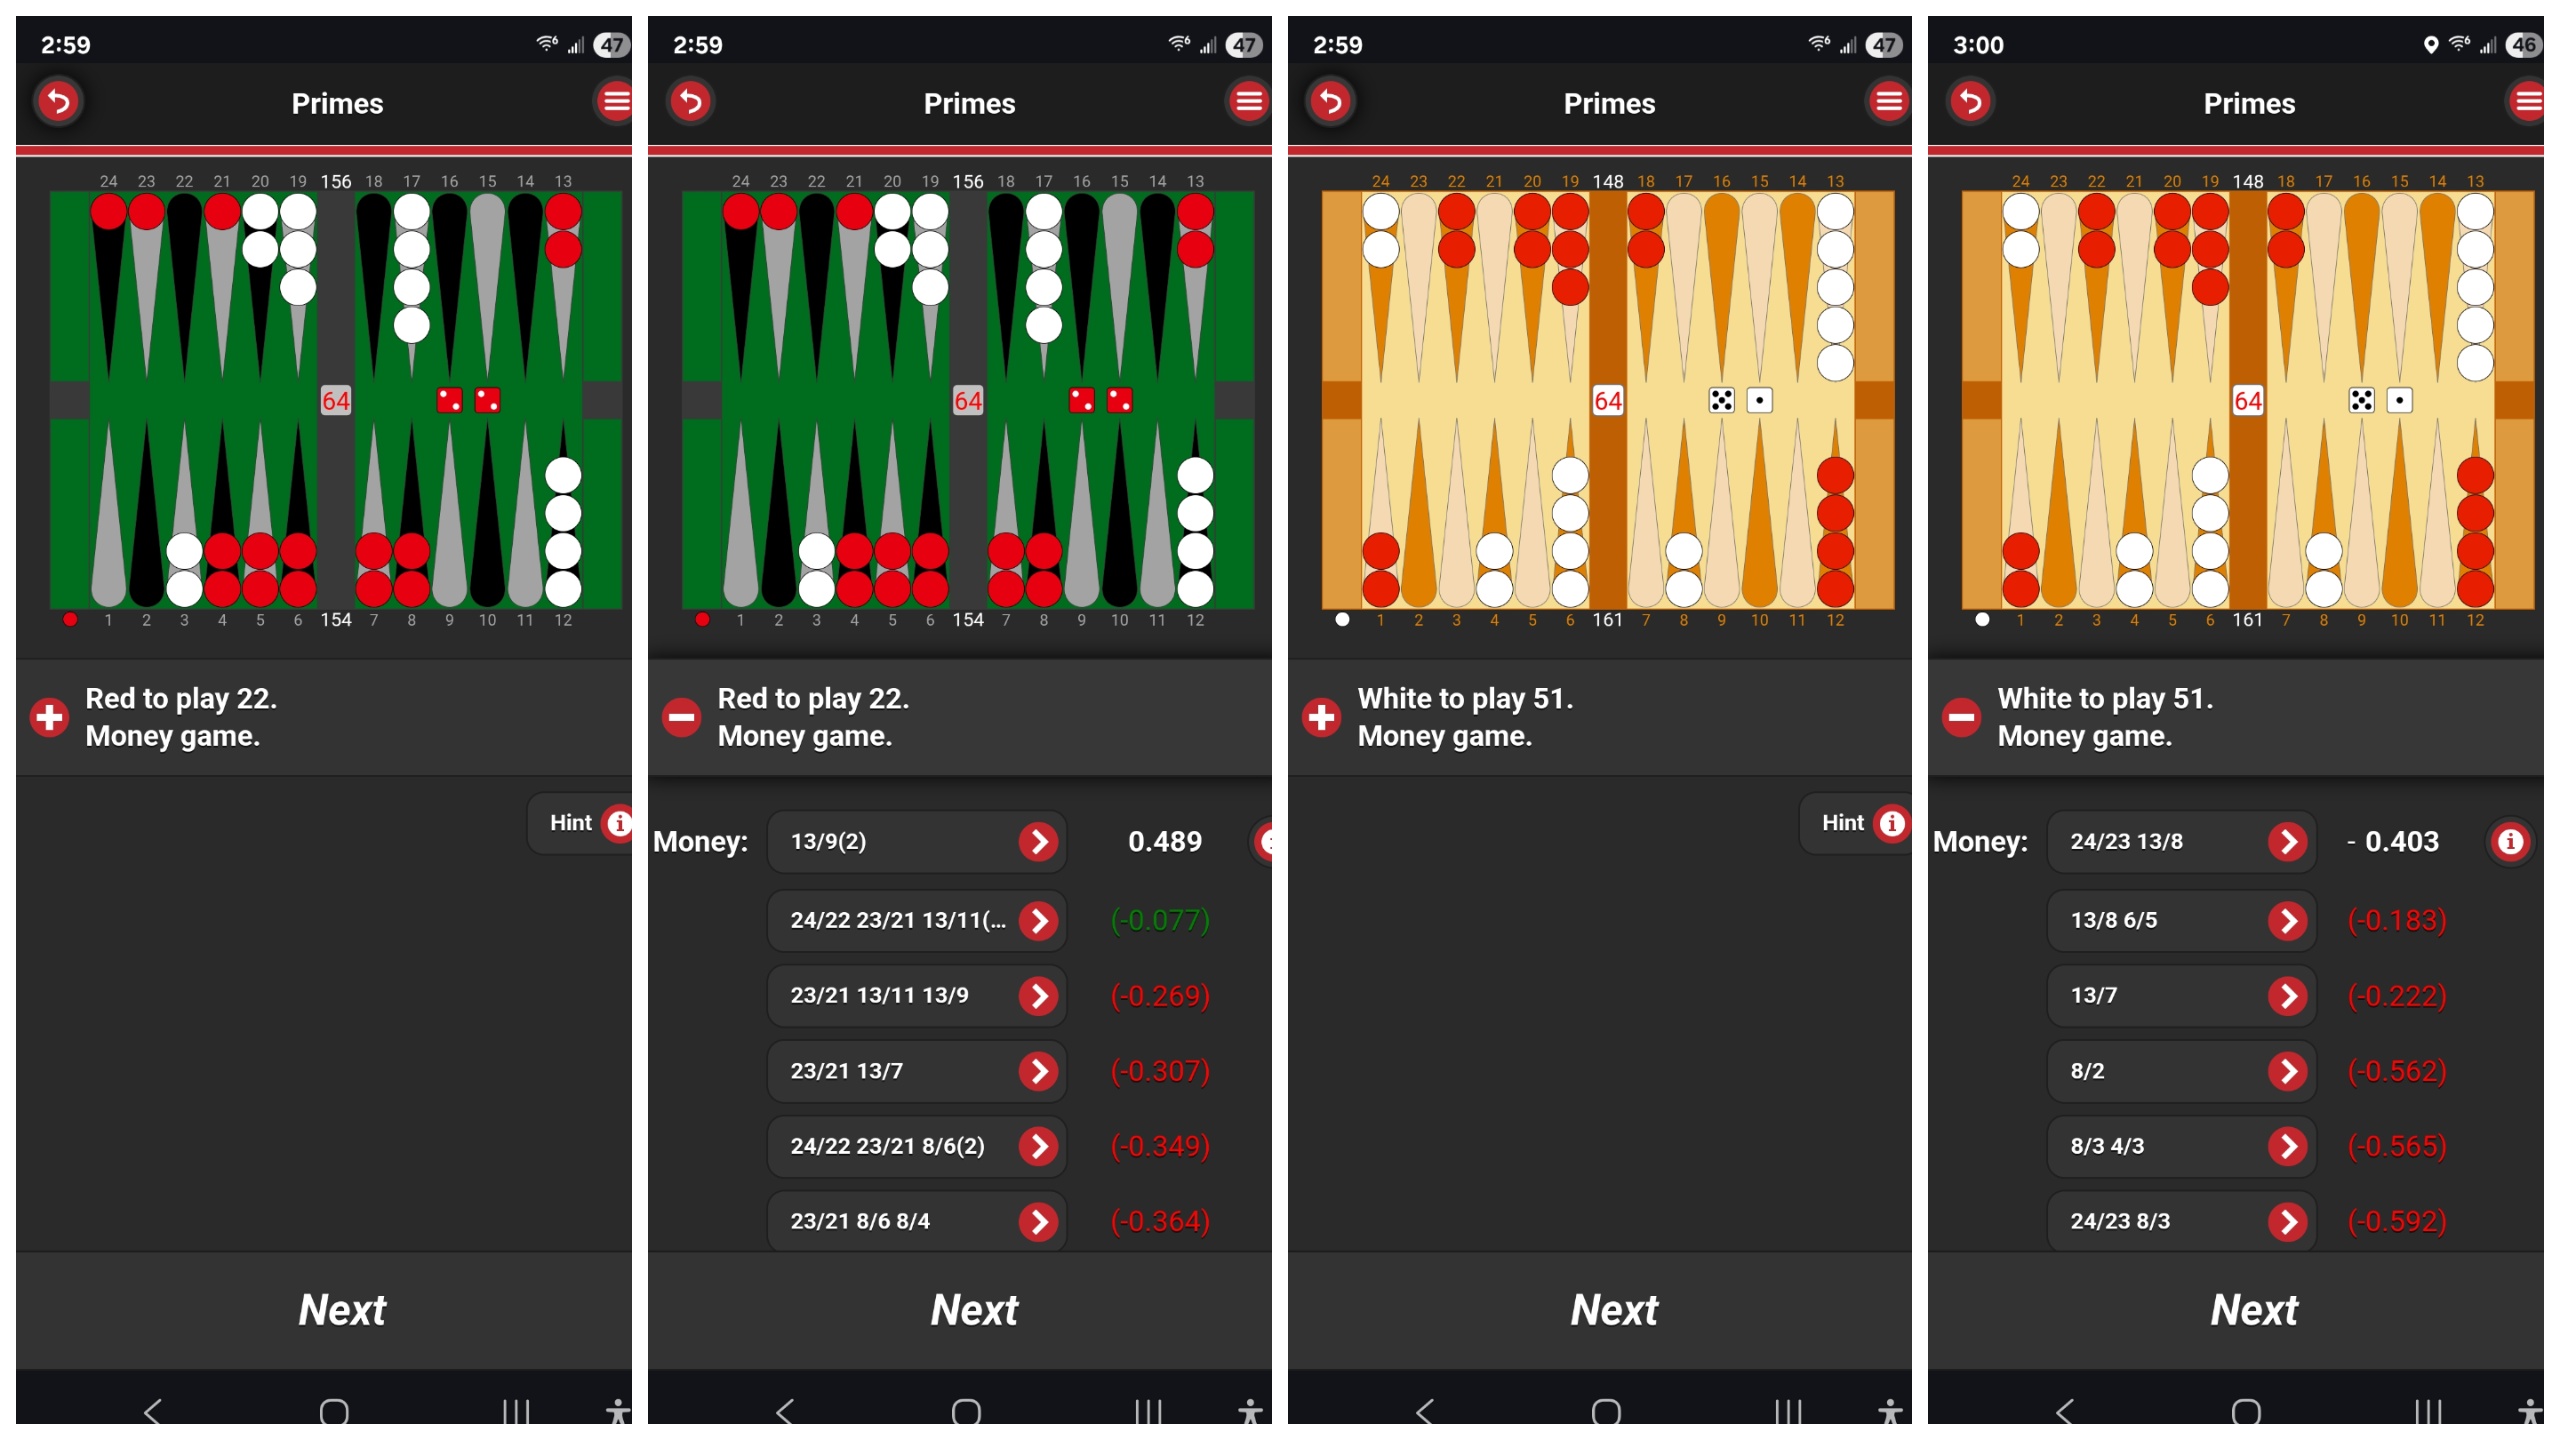 2:59
47
Primes
24 23 22 21 20 19 156 18 17 16 15 14 13
64
1 2 3 4 5 6 154 7 8 9 10 11 12
Red to play 22.
Money game.
Hint
Next
2:59
47
Primes
24 23 22 21 20 19 156 18 17 16 15 14 13
64
1 2 3 4 5 6 154 7 8 9 10 11 12
Red to play 22.
Money game.
Money: 13/9(2) 0.489
24/22 23/21 13/11(... (-0.077)
23/21 13/11 13/9 (-0.269)
23/21 13/7 (-0.307)
24/22 23/21 8/6(2) (-0.349)
23/21 8/6 8/4 (-0.364)
Next
2:59
47
Primes
24 23 22 21 20 19 148 18 17 16 15 14 13
64
1 2 3 4 5 6 161 7 8 9 10 11 12
White to play 51.
Money game.
Hint
Next
3:00
46
Primes
24 23 22 21 20 19 148 18 17 16 15 14 13
64
1 2 3 4 5 6 161 7 8 9 10 11 12
White to play 51.
Money game.
Money: 24/23 13/8 - 0.403
13/8 6/5 (-0.183)
13/7 (-0.222)
8/2 (-0.562)
8/3 4/3 (-0.565)
24/23 8/3 (-0.592)
Next